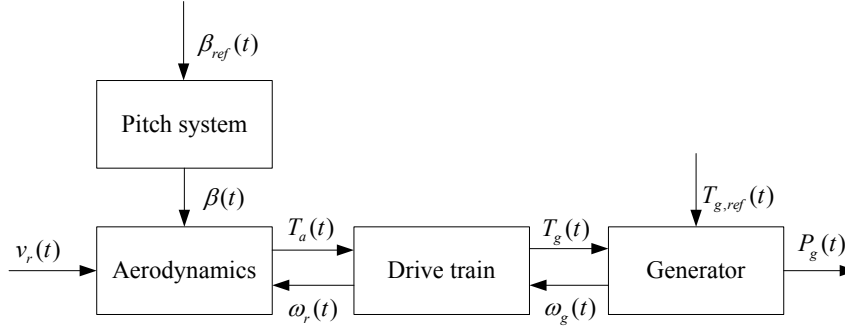 β_ref(t)
Pitch system
β(t)
T_g,ref(t)
v_r(t)
T_a(t)
T_g(t)
P_g(t)
Aerodynamics
Drive train
Generator
ω_r(t)
ω_g(t)